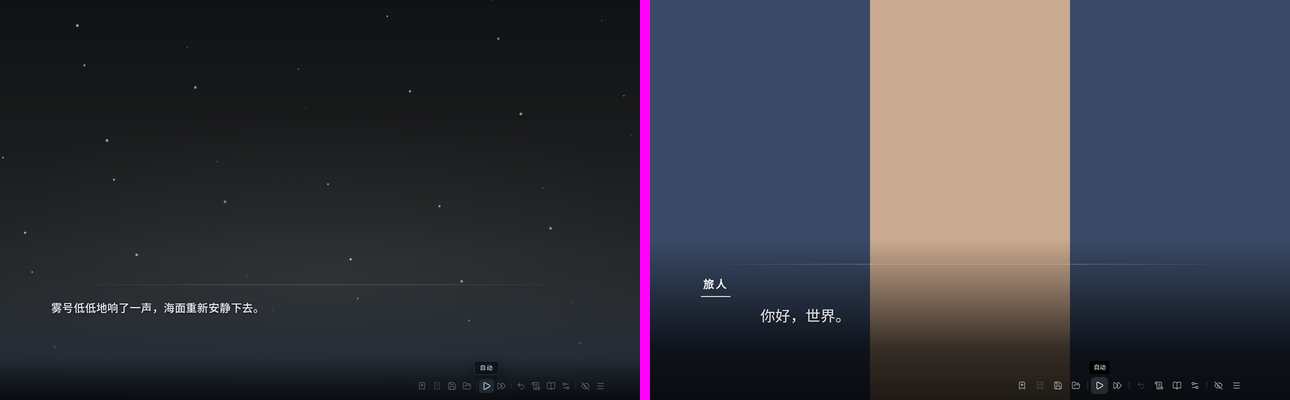 雾号低低地响了一声，海面重新安静下去。
自动
旅人
你好，世界。
自动